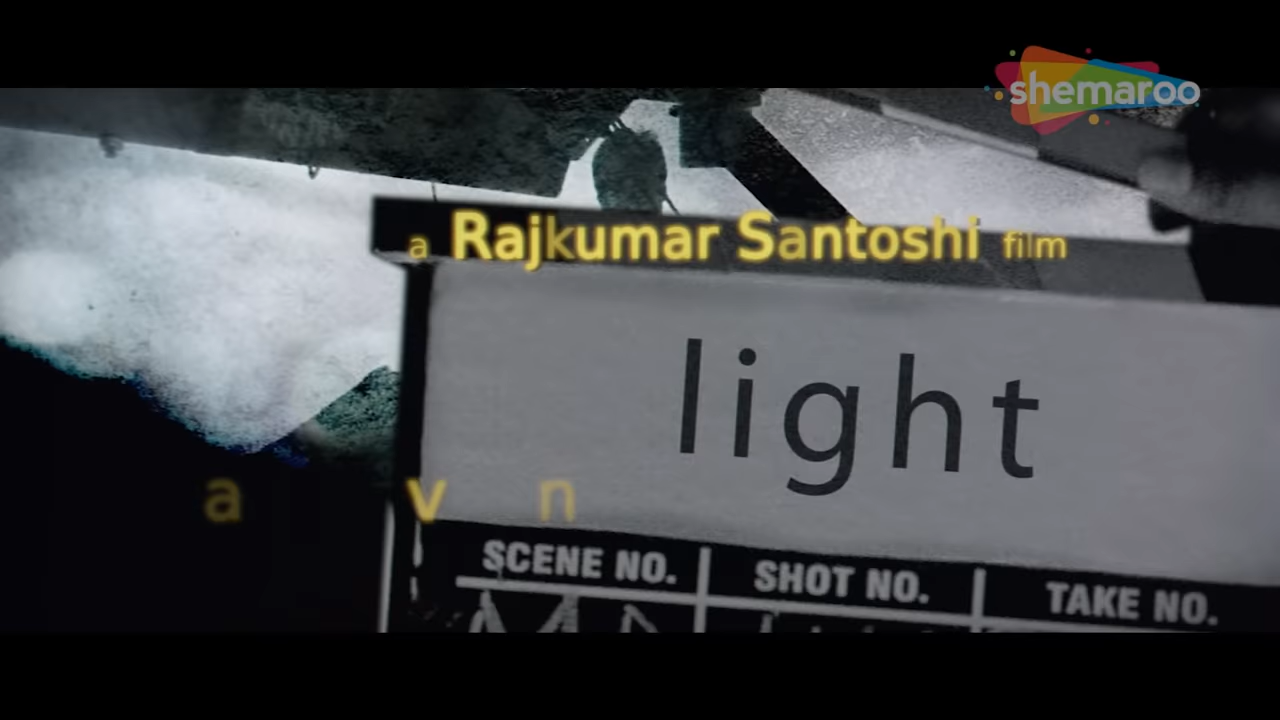 shemaroo
a Rajkumar Santoshi film
light
a v n
SCENE NO. SHOT NO. TAKE NO.